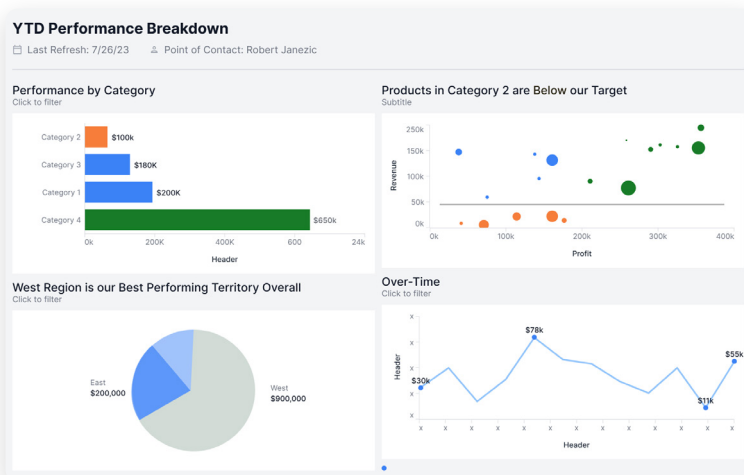 YTD Performance Breakdown
Last Refresh: 7/26/23 Point of Contact: Robert Janezic
Performance by Category
Click to filter
Category 2 $100k
Category 3 $180K
Category 1 $200K
Category 4 $650k
0k 200K 400K 600 24k
Header
Products in Category 2 are Below our Target
Subtitle
250k
150k
100k
50k
0k
Revenue
0k 100k 200k 300k 400k
Profit
West Region is our Best Performing Territory Overall
Click to filter
East
$200,000
West
$900,000
Over-Time
Click to filter
Header
x
x
x
x
x
$30k
$78k
$11k
$55k
x x x x x x x x x x x x
Header